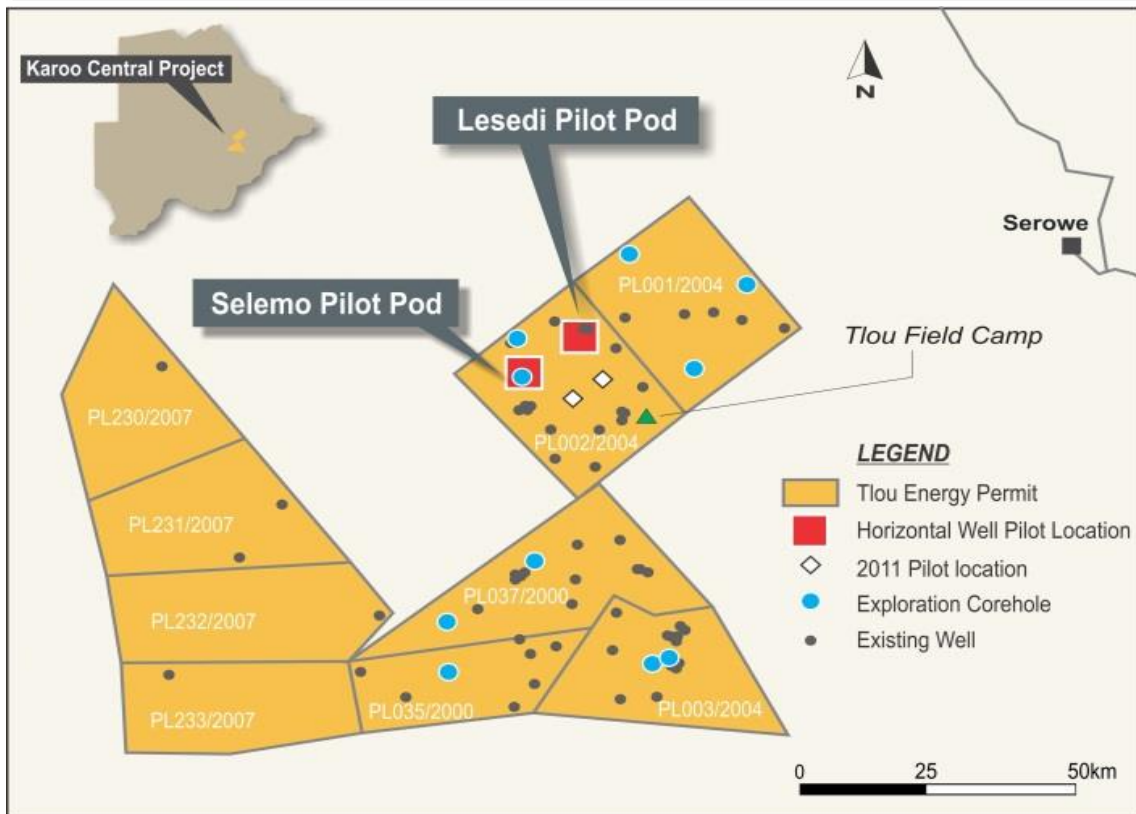 Karoo Central Project
N
Lesedi Pilot Pod
Serowe
Selemo Pilot Pod
PL001/2004
Tlou Field Camp
PL230/2007
PL002/2004
LEGEND
Tlou Energy Permit
PL231/2007
Horizontal Well Pilot Location
2011 Pilot location
PL037/2000
Exploration Corehole
PL232/2007
Existing Well
PL233/2007
PL035/2000
PL003/2004
0 25 50km